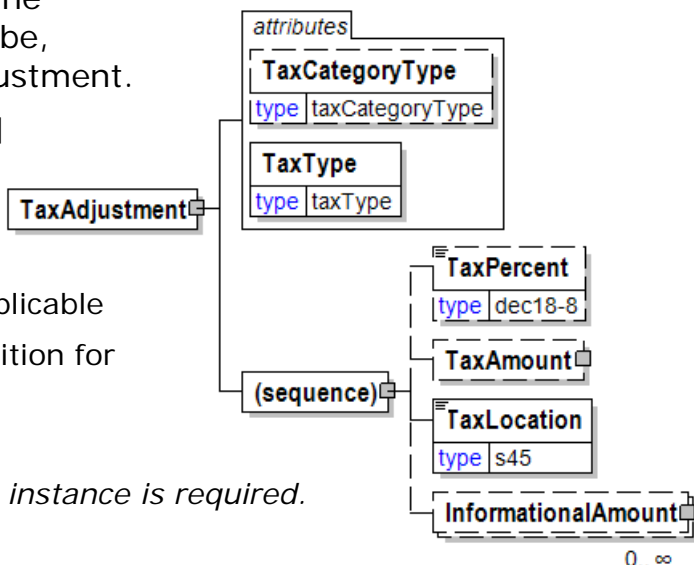 ne
be,
ustment.
attributes
TaxCategoryType
type taxCategoryType
TaxType
type taxType
TaxAdjustment
plicable
ition for
TaxPercent
type dec18-8
TaxAmount
(sequence)
TaxLocation
type s45
instance is required.
InformationalAmount
0 ∞